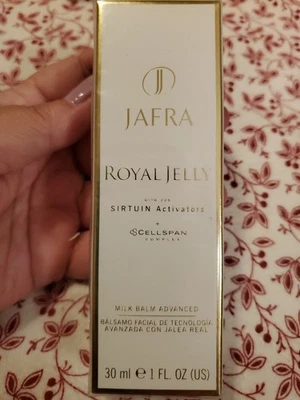 JAFRA
ROYAL JELLY
WITH
SIRTUIN Activators
+
CELLSPAN
COMPLEX
MILK BALM ADVANCED
BÁLSAMO FACIAL DE TECNOLOGÍA
AVANZADA CON JALEA REAL
30 ml ℮ 1 FL. OZ (US)